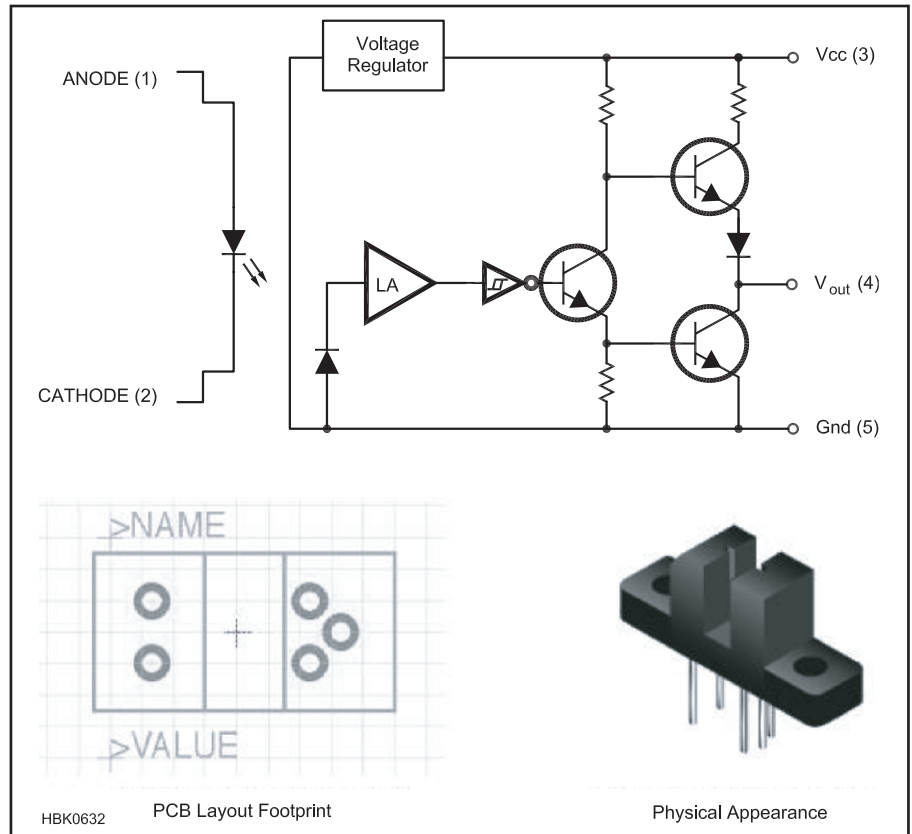 Voltage
Regulator
Vcc (3)
ANODE (1)
LA
Vout (4)
CATHODE (2)
Gnd (5)
>NAME
>VALUE
HBK0632
PCB Layout Footprint
Physical Appearance